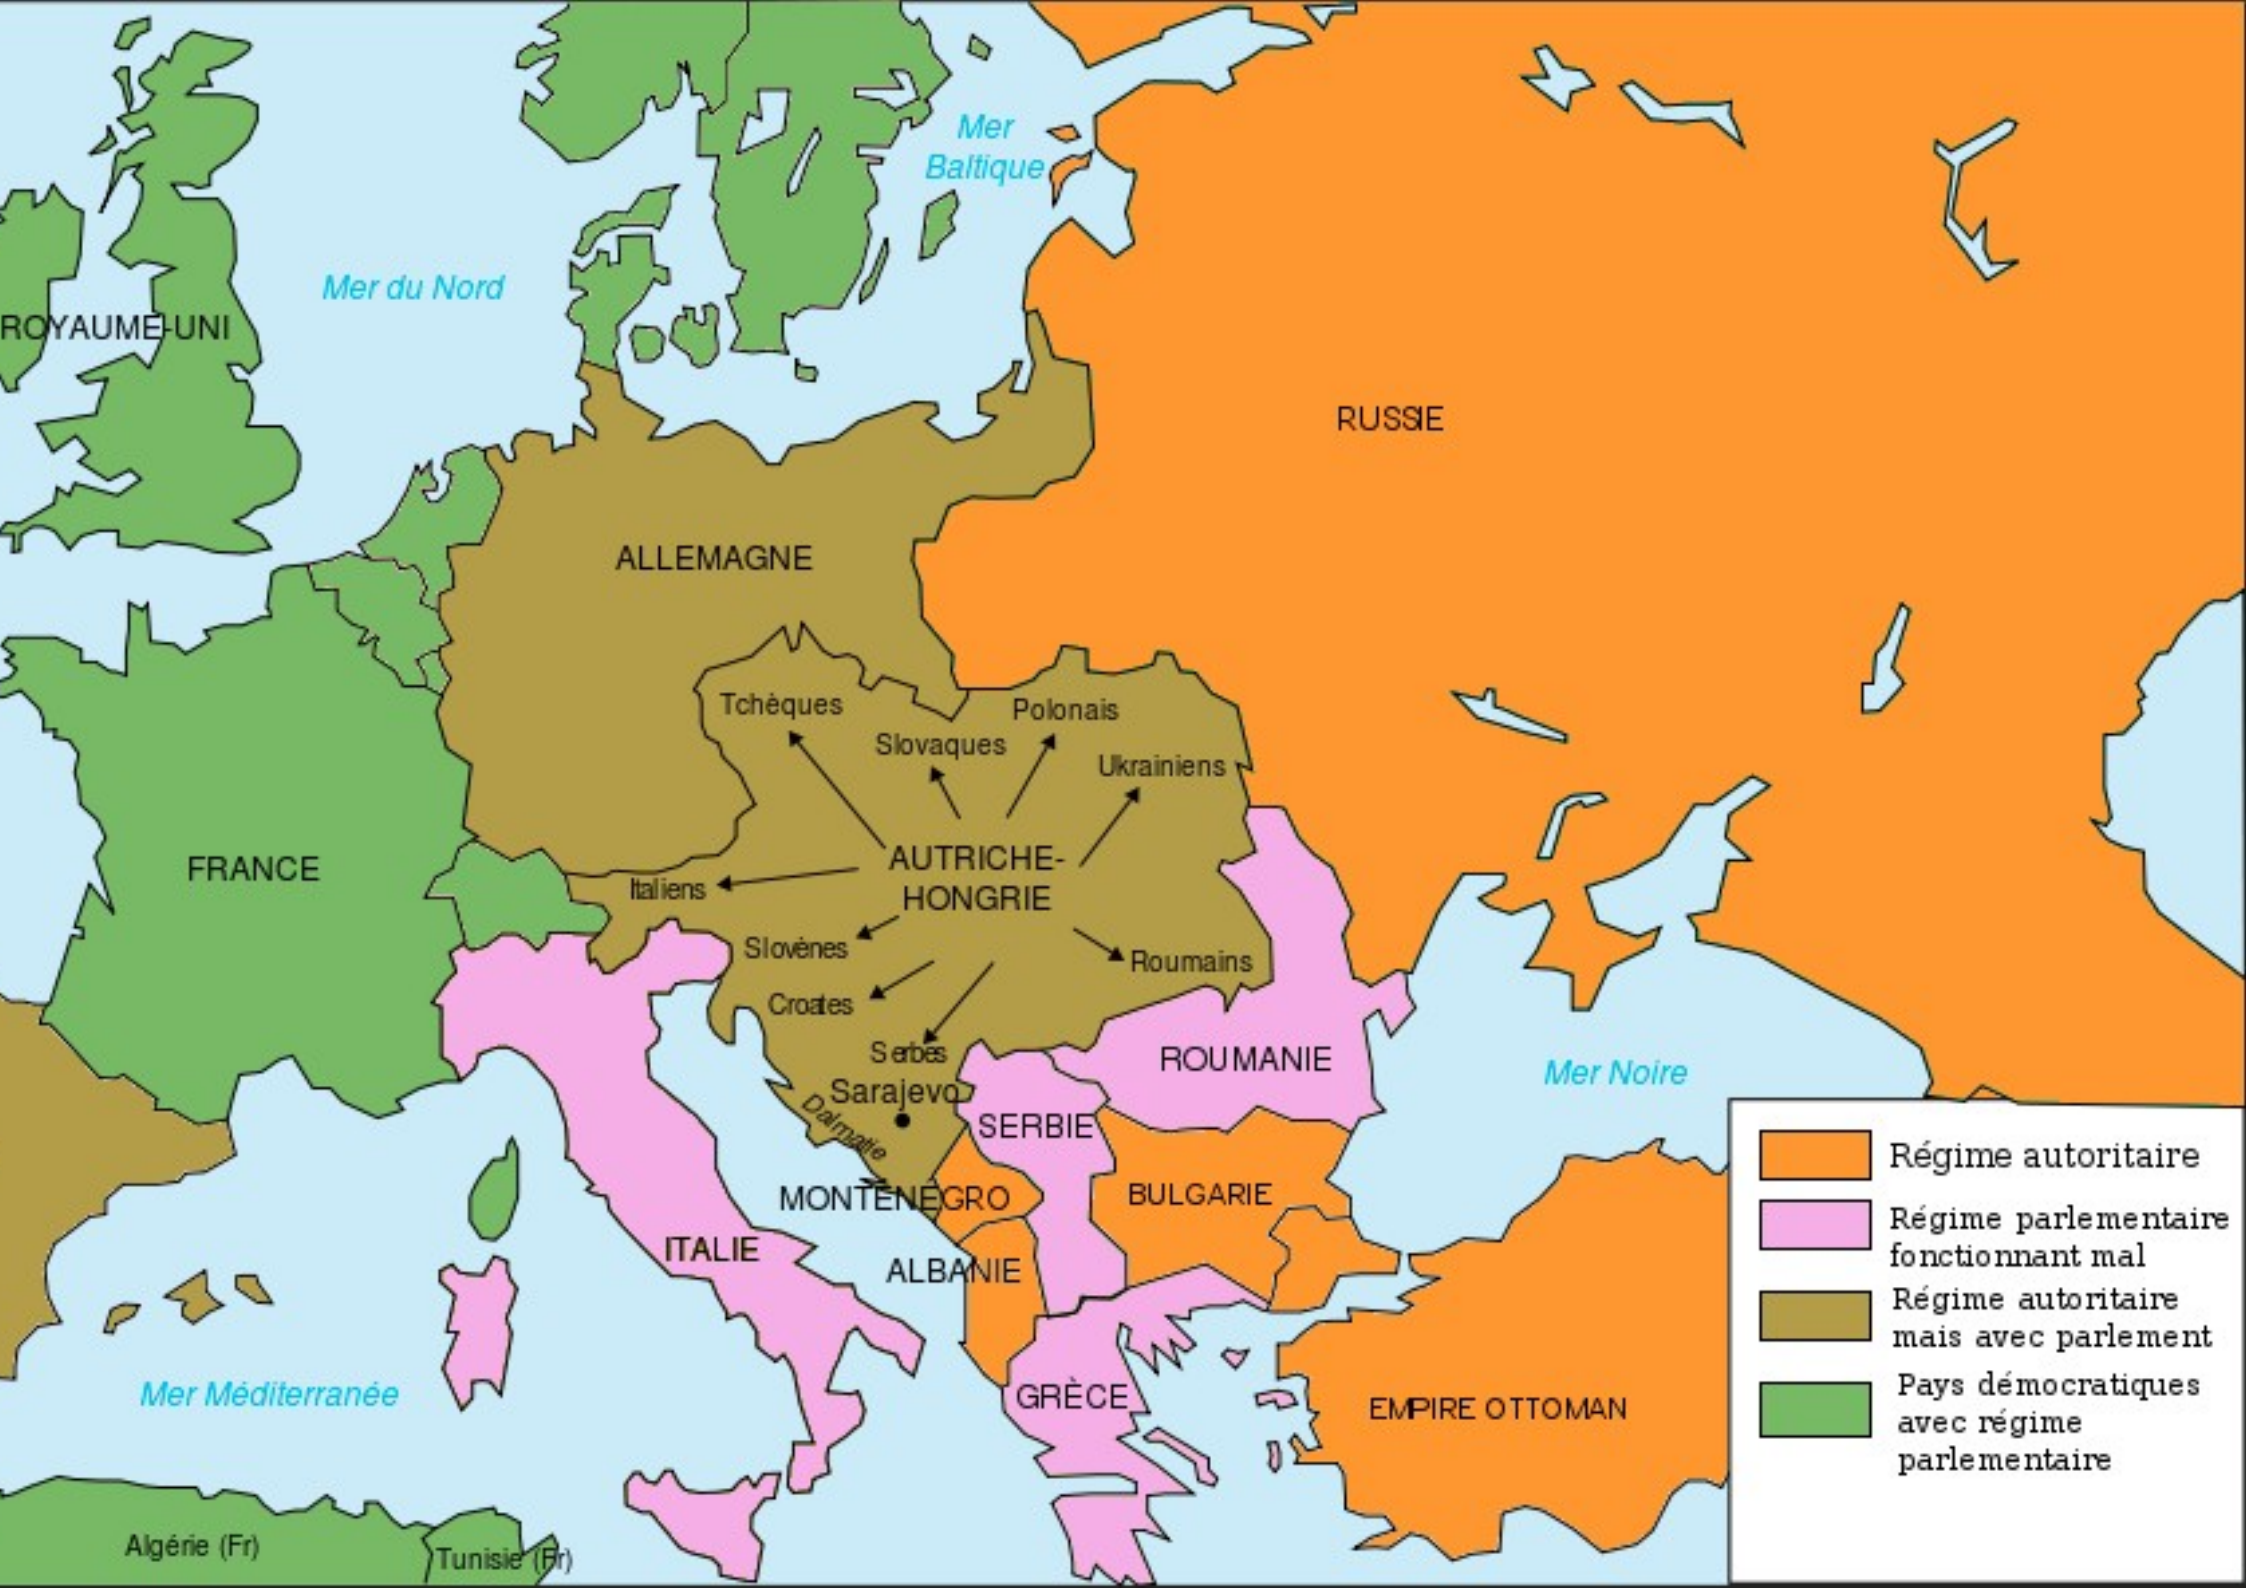 Mer
Baltique
Mer du Nord
ROYAUME-UNI
RUSSIE
ALLEMAGNE
Tchèques
Polonais
Slovaques
Ukrainiens
AUTRICHE-
HONGRIE
FRANCE
Italiens
Slovènes
Roumains
Croates
Serbes
Sarajevo
Dalmatie
ROUMANIE
Mer Noire
SERBIE
MONTENEGRO
BULGARIE
ITALIE
ALBANIE
GRÈCE
EMPIRE OTTOMAN
Mer Méditerranée
Algérie (Fr)
Tunisie (Fr)
Régime autoritaire
Régime parlementaire
fonctionnant mal
Régime autoritaire
mais avec parlement
Pays démocratiques
avec régime
parlementaire